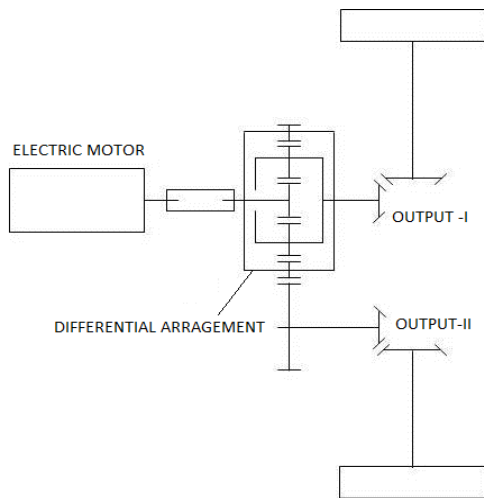 ELECTRIC MOTOR
OUTPUT -I
DIFFERENTIAL ARRAGEMENT
OUTPUT-II